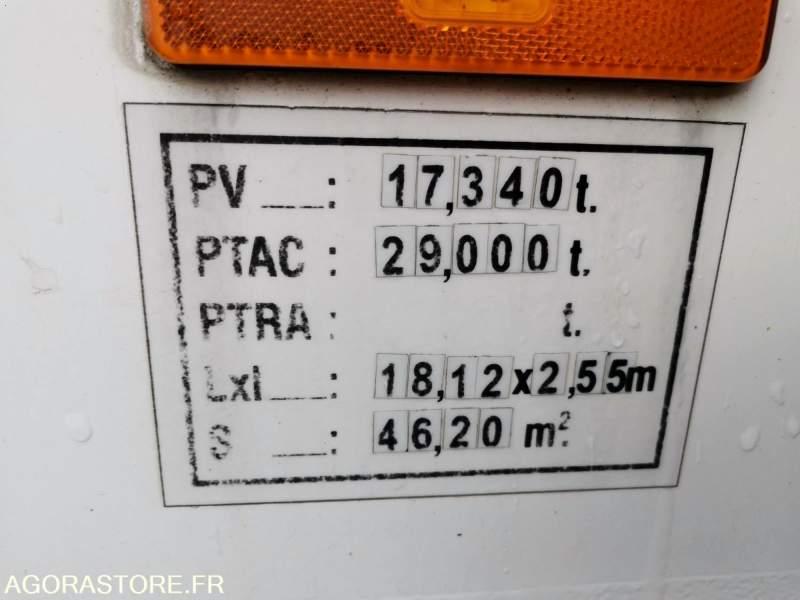 PV ___ : 17,340 t.
PTAC : 29,000 t.
PTRA : t.
Lxl ___ : 18,12x2,55m
S ___ : 46,20 m².
AGORASTORE.FR